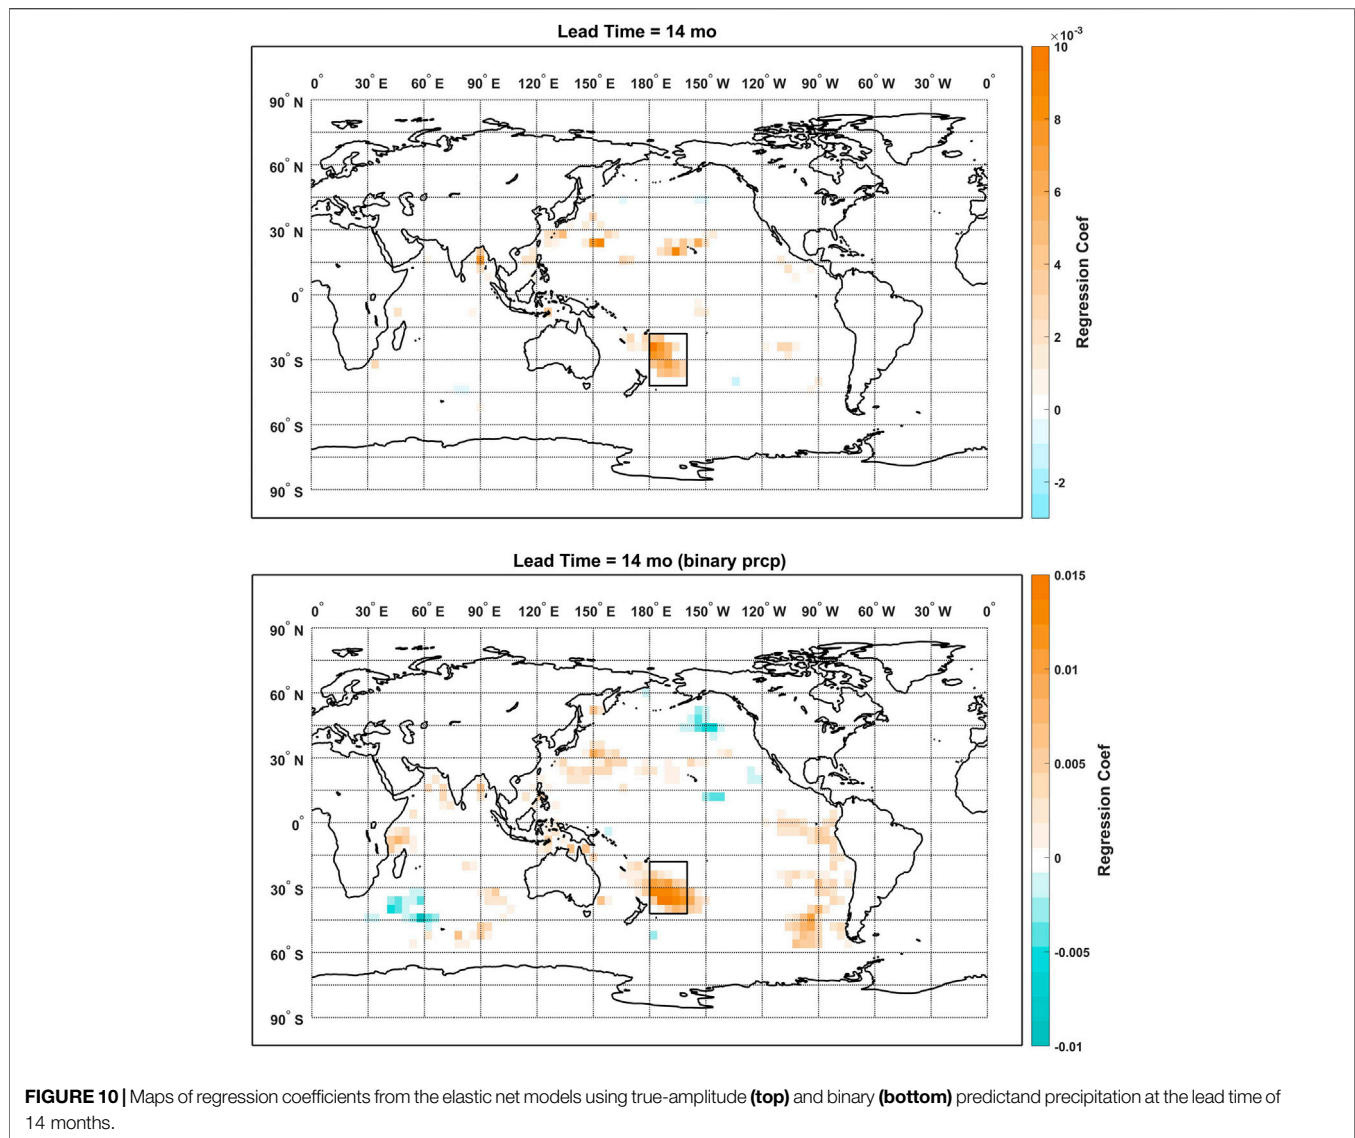 Lead Time = 14 mo
×10⁻³
0° 30° E 60° E 90° E 120° E 150° E 180° E 150° W 120° W 90° W 60° W 30° W 0°
90° N
60° N
30° N
0°
30° S
60° S
90° S
10
8
6
4
2
0
-2
Regression Coef
Lead Time = 14 mo (binary prcp)
0° 30° E 60° E 90° E 120° E 150° E 180° E 150° W 120° W 90° W 60° W 30° W 0°
90° N
60° N
30° N
0°
30° S
60° S
90° S
0.015
0.01
0.005
0
-0.005
-0.01
Regression Coef
FIGURE 10 | Maps of regression coefficients from the elastic net models using true-amplitude (top) and binary (bottom) predictand precipitation at the lead time of
14 months.